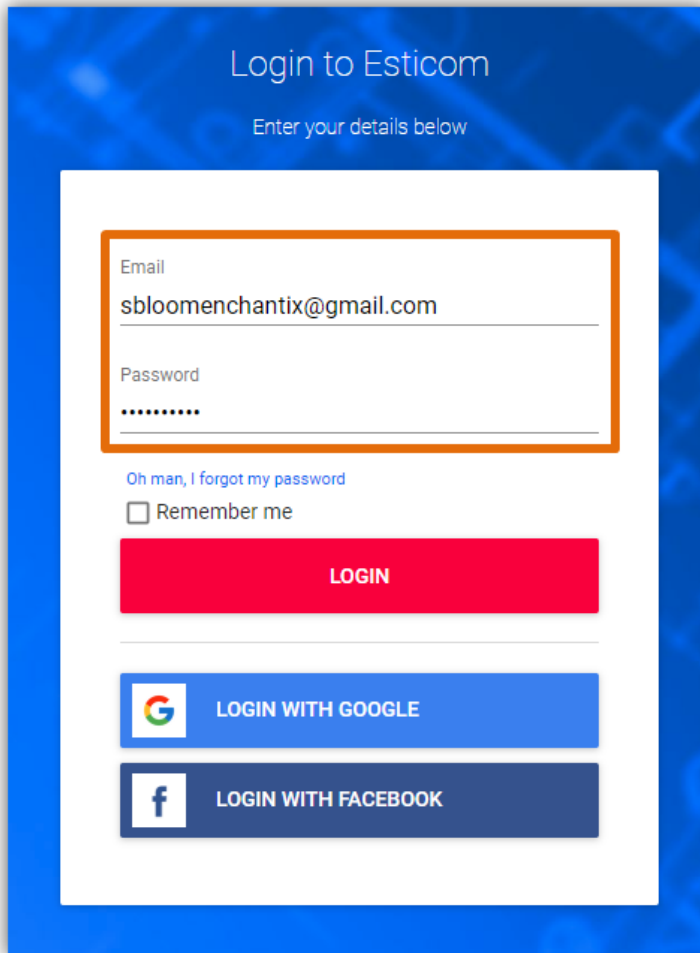 Login to Esticom
Enter your details below
Email
sbloomenchantix@gmail.com
Password
••••••••••
Oh man, I forgot my password
Remember me
LOGIN
G LOGIN WITH GOOGLE
f LOGIN WITH FACEBOOK